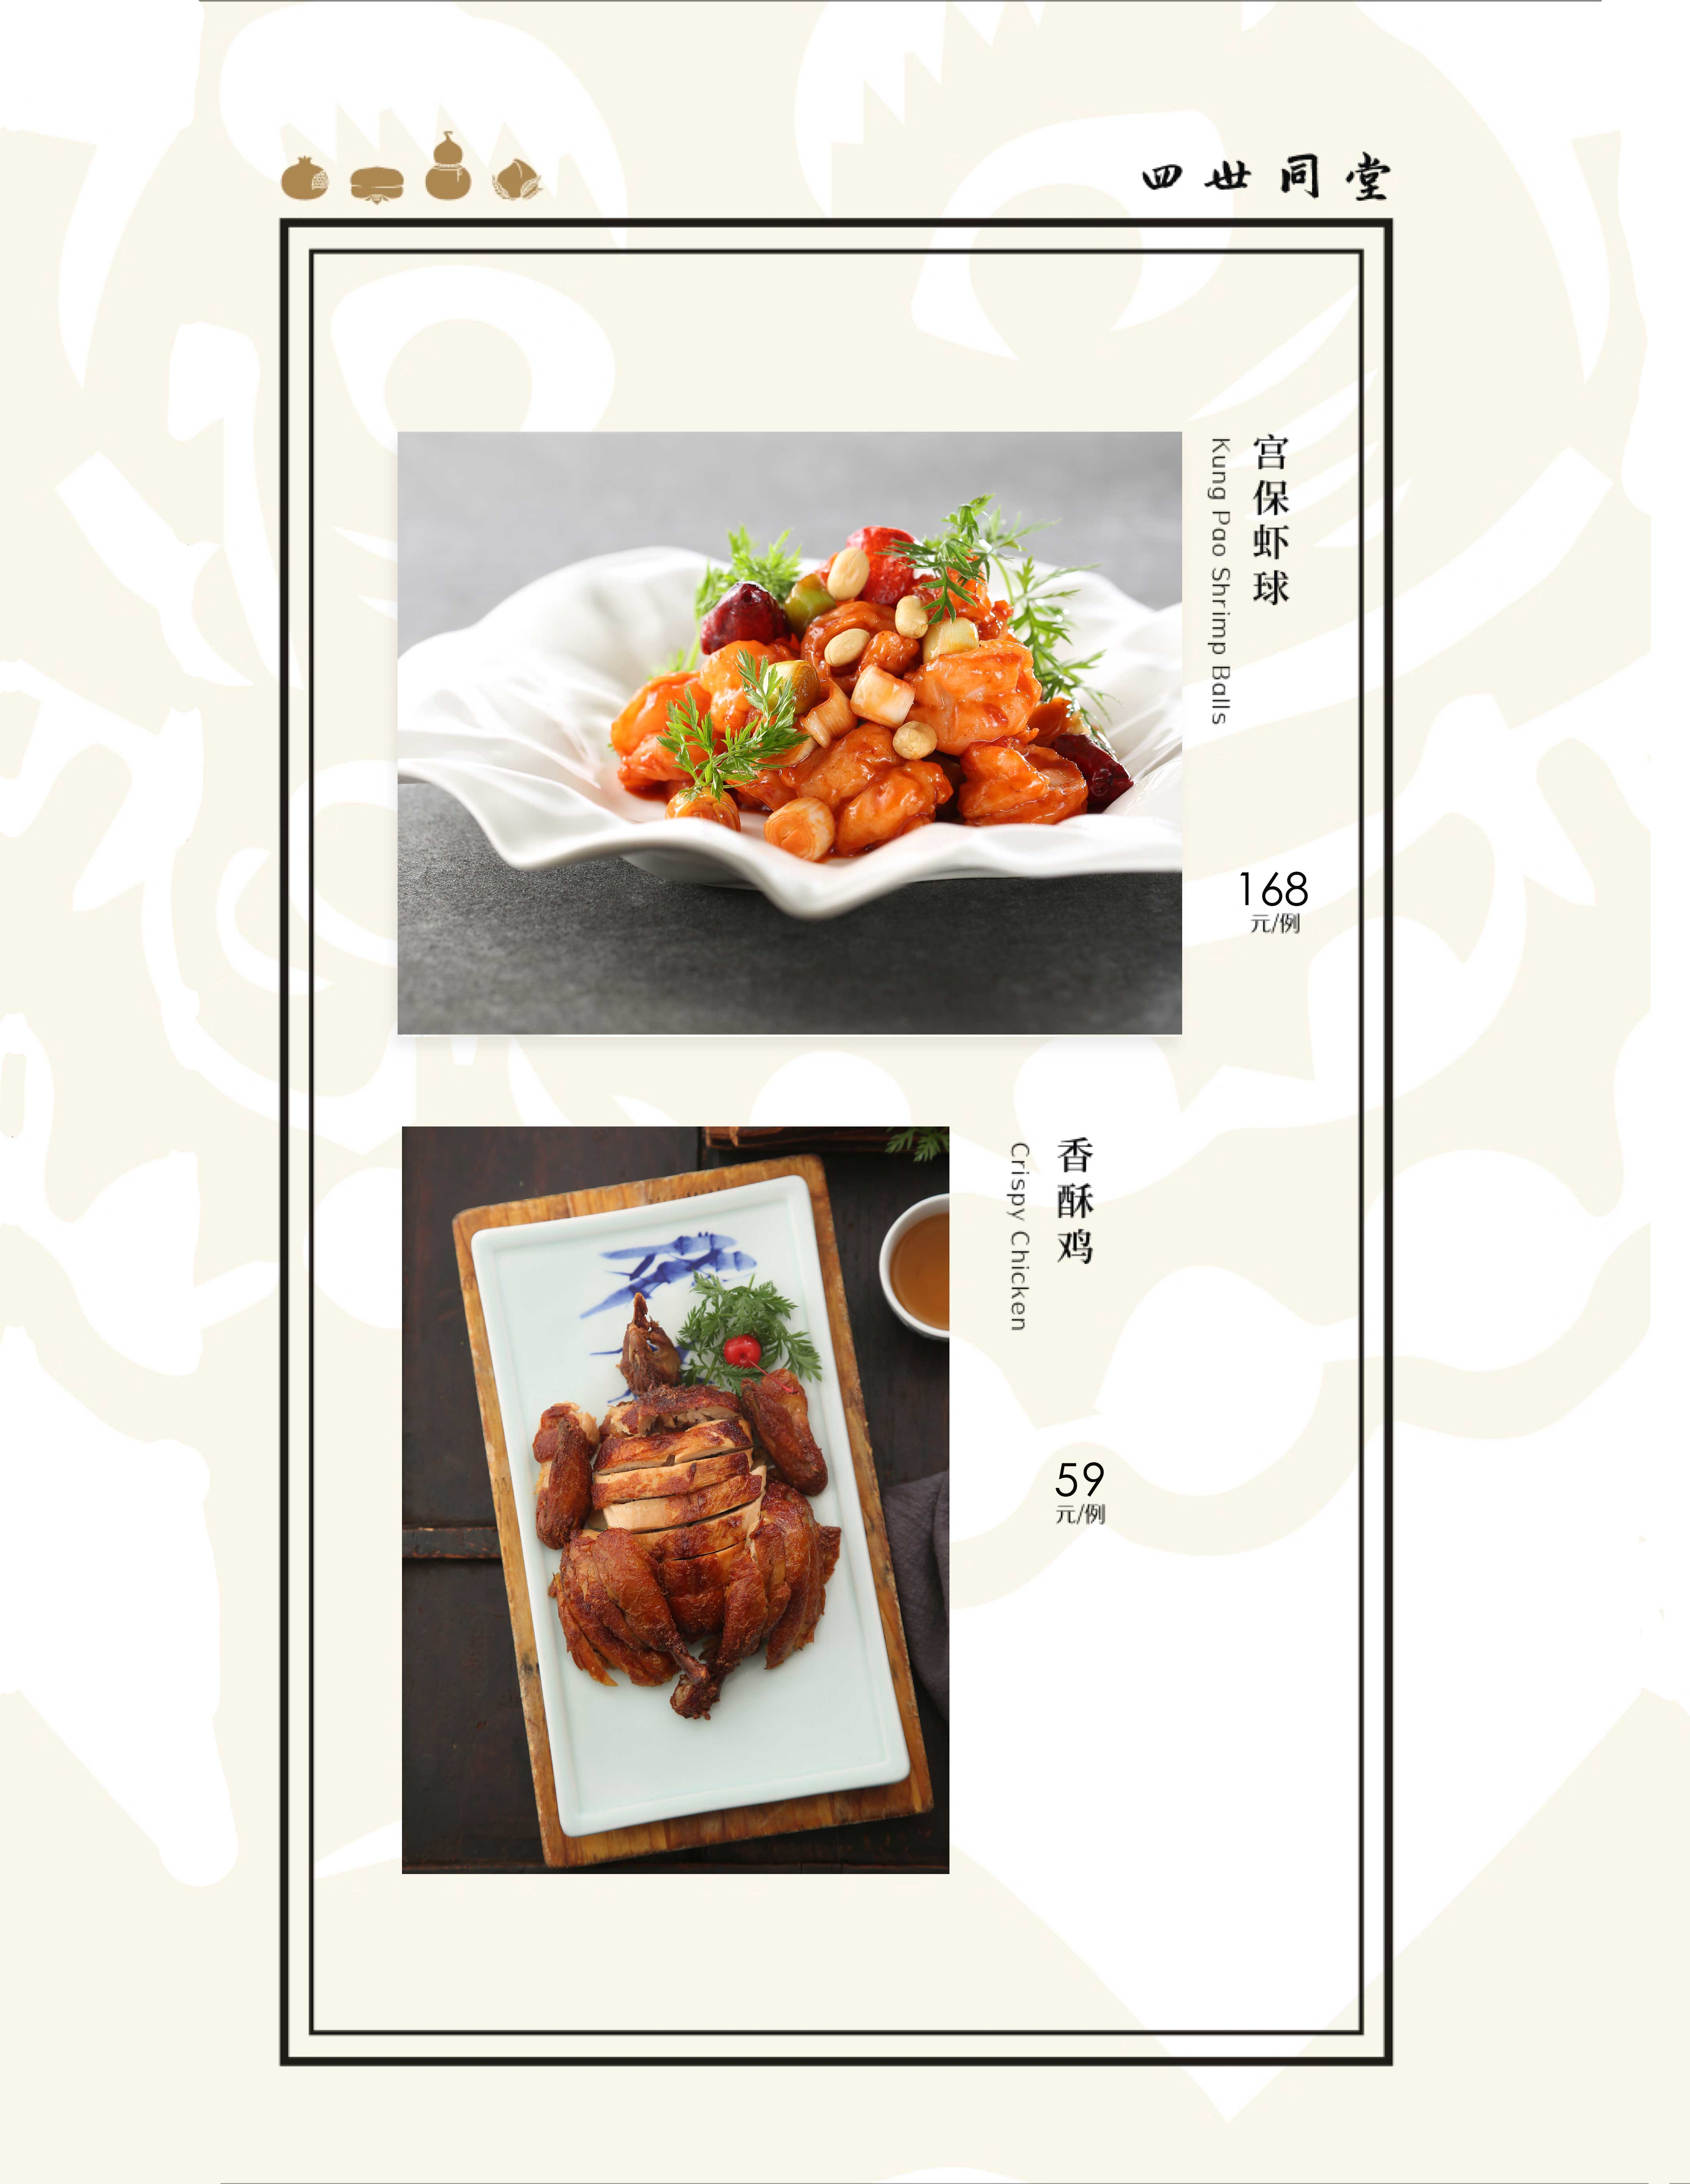 四世同堂
宫保虾球
Kung Pao Shrimp Balls
168
元/例
香酥鸡
Crispy Chicken
59
元/例